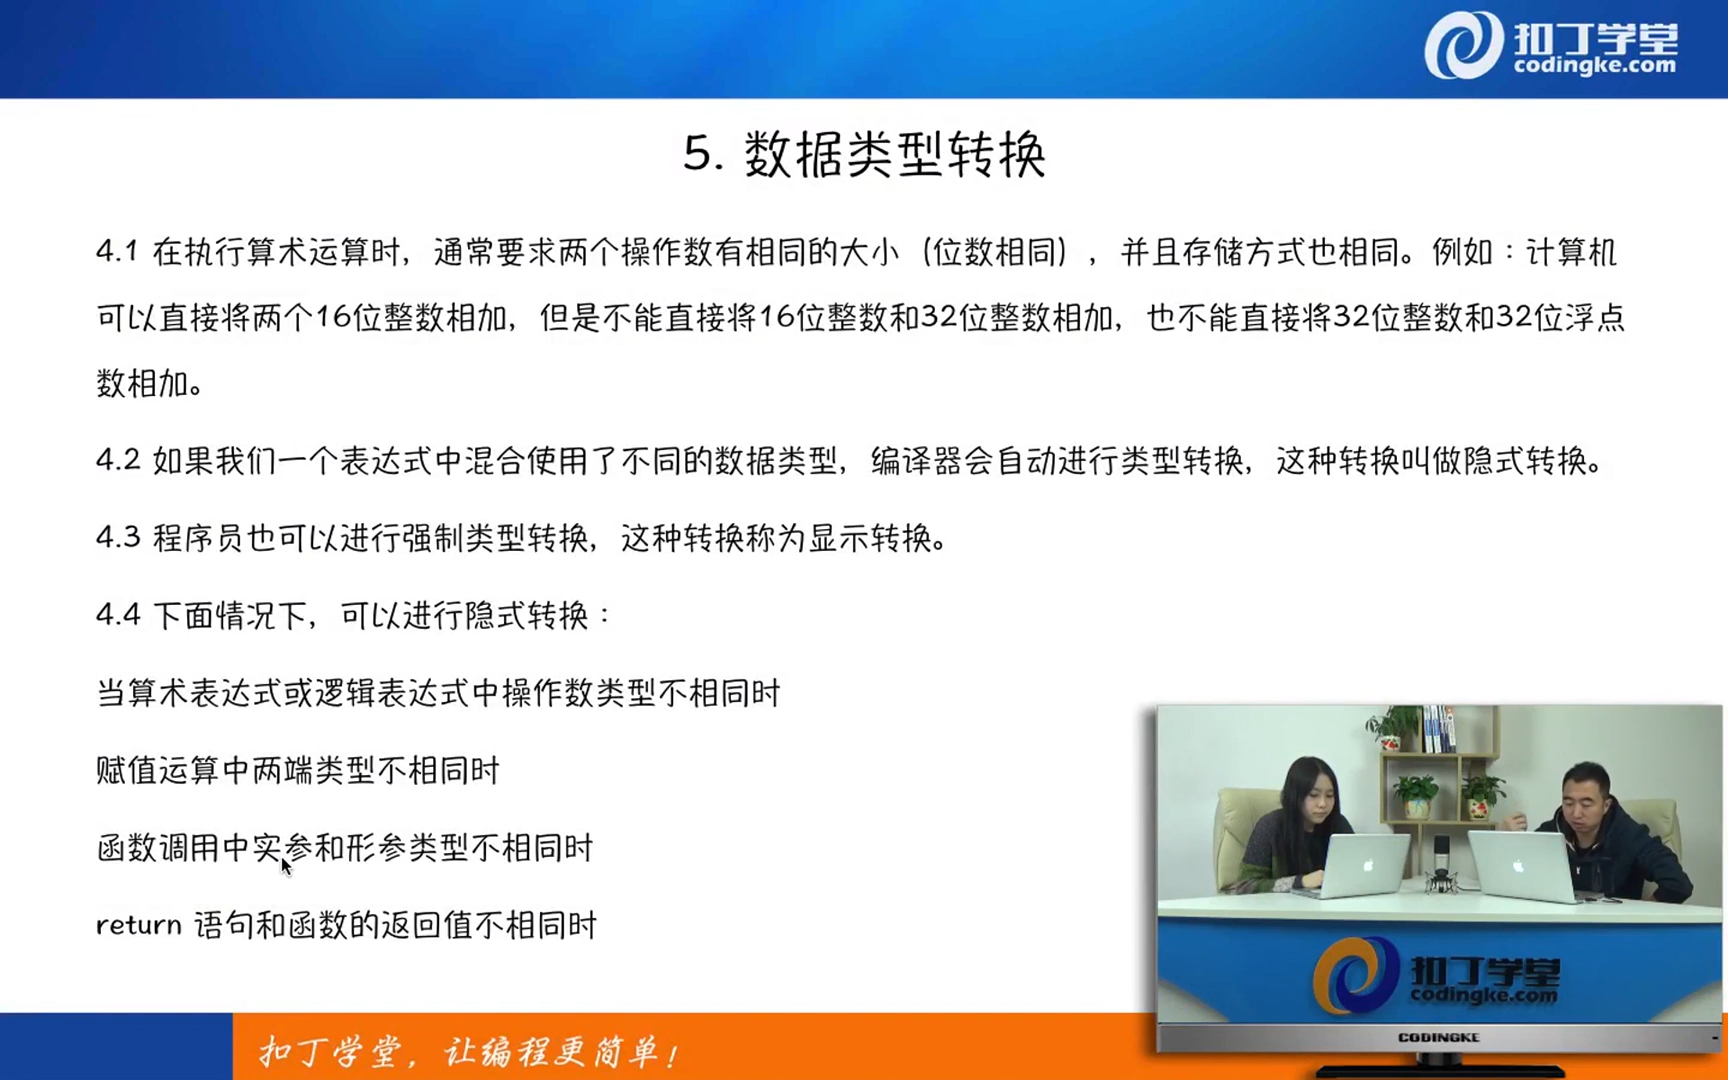 扣丁学堂
codingke.com
5. 数据类型转换
4.1 在执行算术运算时，通常要求两个操作数有相同的大小（位数相同），并且存储方式也相同。例如：计算机
可以直接将两个16位整数相加，但是不能直接将16位整数和32位整数相加，也不能直接将32位整数和32位浮点
数相加。
4.2 如果我们一个表达式中混合使用了不同的数据类型，编译器会自动进行类型转换，这种转换叫做隐式转换。
4.3 程序员也可以进行强制类型转换，这种转换称为显示转换。
4.4 下面情况下，可以进行隐式转换：
当算术表达式或逻辑表达式中操作数类型不相同时
赋值运算中两端类型不相同时
函数调用中实参和形参类型不相同时
return 语句和函数的返回值不相同时
扣丁学堂
codingke.com
CODINGKE
扣丁学堂，让编程更简单！